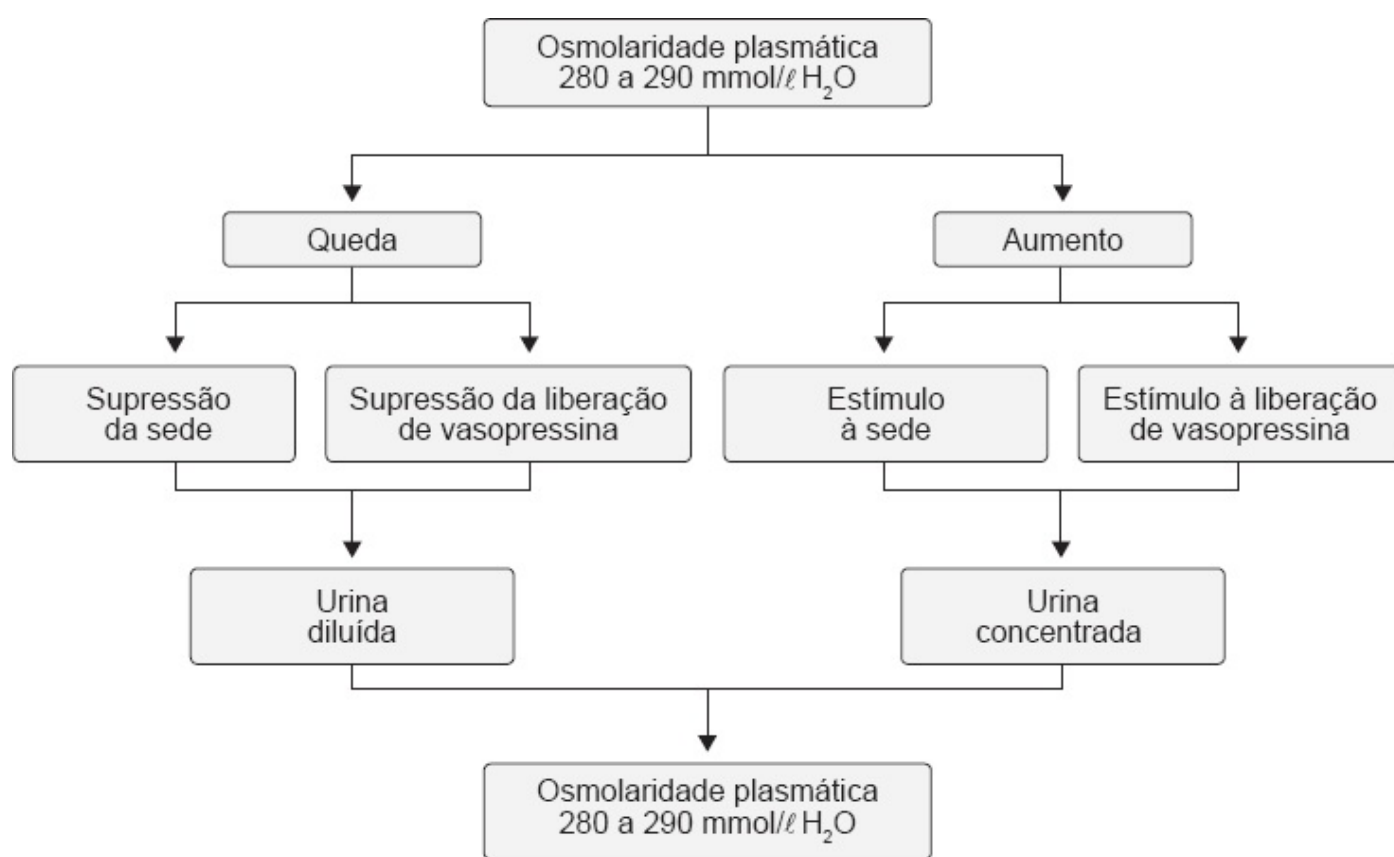 Osmolaridade plasmática
280 a 290 mmol/ℓ H₂O
Queda
Aumento
Supressão
da sede
Supressão da liberação
de vasopressina
Estímulo
à sede
Estímulo à liberação
de vasopressina
Urina
diluída
Urina
concentrada
Osmolaridade plasmática
280 a 290 mmol/ℓ H₂O